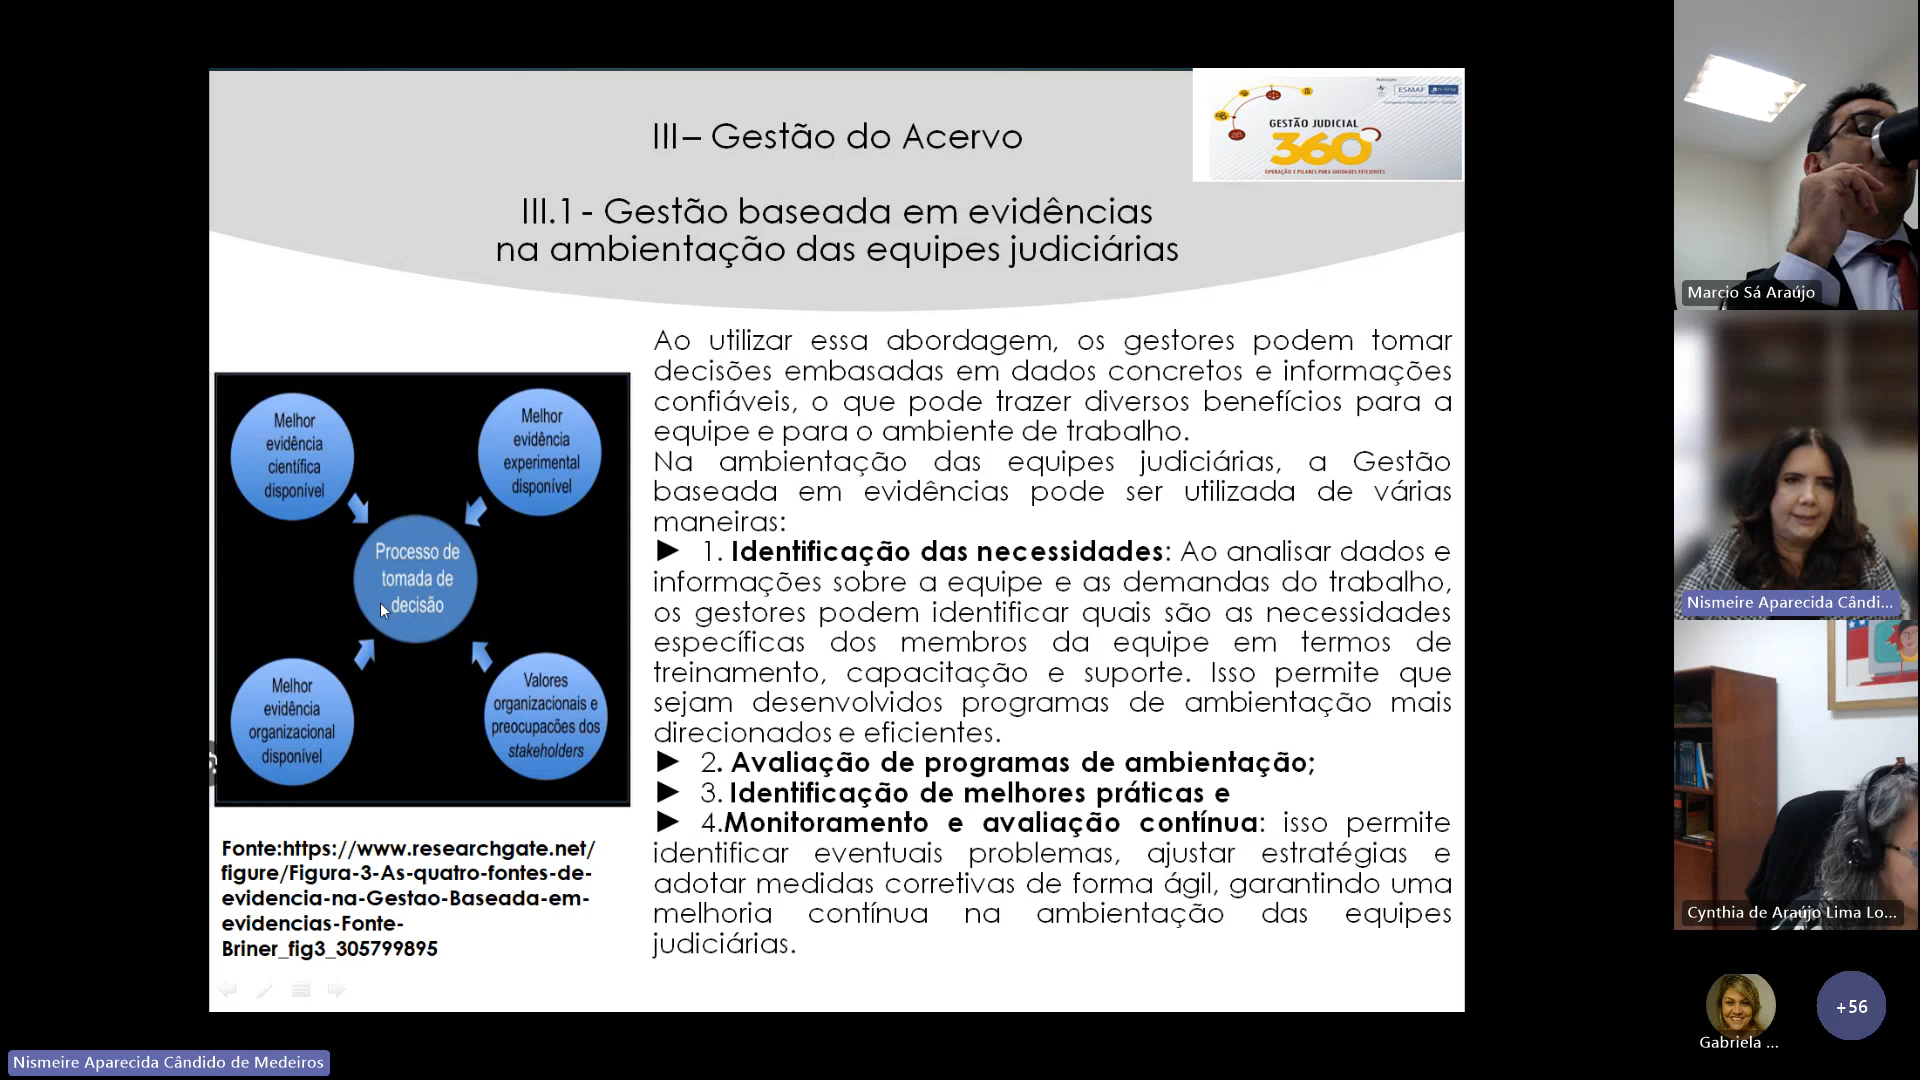 III– Gestão do Acervo
III.1 - Gestão baseada em evidências
na ambientação das equipes judiciárias
ESMAF
GESTÃO JUDICIAL
360º
OPERAÇÃO E PILARES PARA UNIDADES EFICIENTES
Melhor
evidência
científica
disponível
Melhor
evidência
experimental
disponível
Processo de
tomada de
decisão
Melhor
evidência
organizacional
disponível
Valores
organizacionais e
preocupacões dos
stakeholders
Fonte:https://www.researchgate.net/
figure/Figura-3-As-quatro-fontes-de-
evidencia-na-Gestao-Baseada-em-
evidencias-Fonte-
Briner_fig3_305799895
Ao utilizar essa abordagem, os gestores podem tomar
decisões embasadas em dados concretos e informações
confiáveis, o que pode trazer diversos benefícios para a
equipe e para o ambiente de trabalho.
Na ambientação das equipes judiciárias, a Gestão
baseada em evidências pode ser utilizada de várias
maneiras:
► 1. Identificação das necessidades: Ao analisar dados e
informações sobre a equipe e as demandas do trabalho,
os gestores podem identificar quais são as necessidades
específicas dos membros da equipe em termos de
treinamento, capacitação e suporte. Isso permite que
sejam desenvolvidos programas de ambientação mais
direcionados e eficientes.
► 2. Avaliação de programas de ambientação;
► 3. Identificação de melhores práticas e
► 4.Monitoramento e avaliação contínua: isso permite
identificar eventuais problemas, ajustar estratégias e
adotar medidas corretivas de forma ágil, garantindo uma
melhoria contínua na ambientação das equipes
judiciárias.
Marcio Sá Araújo
Nismeire Aparecida Cândi...
Cynthia de Araújo Lima Lo...
Gabriela ...
+56
Nismeire Aparecida Cândido de Medeiros